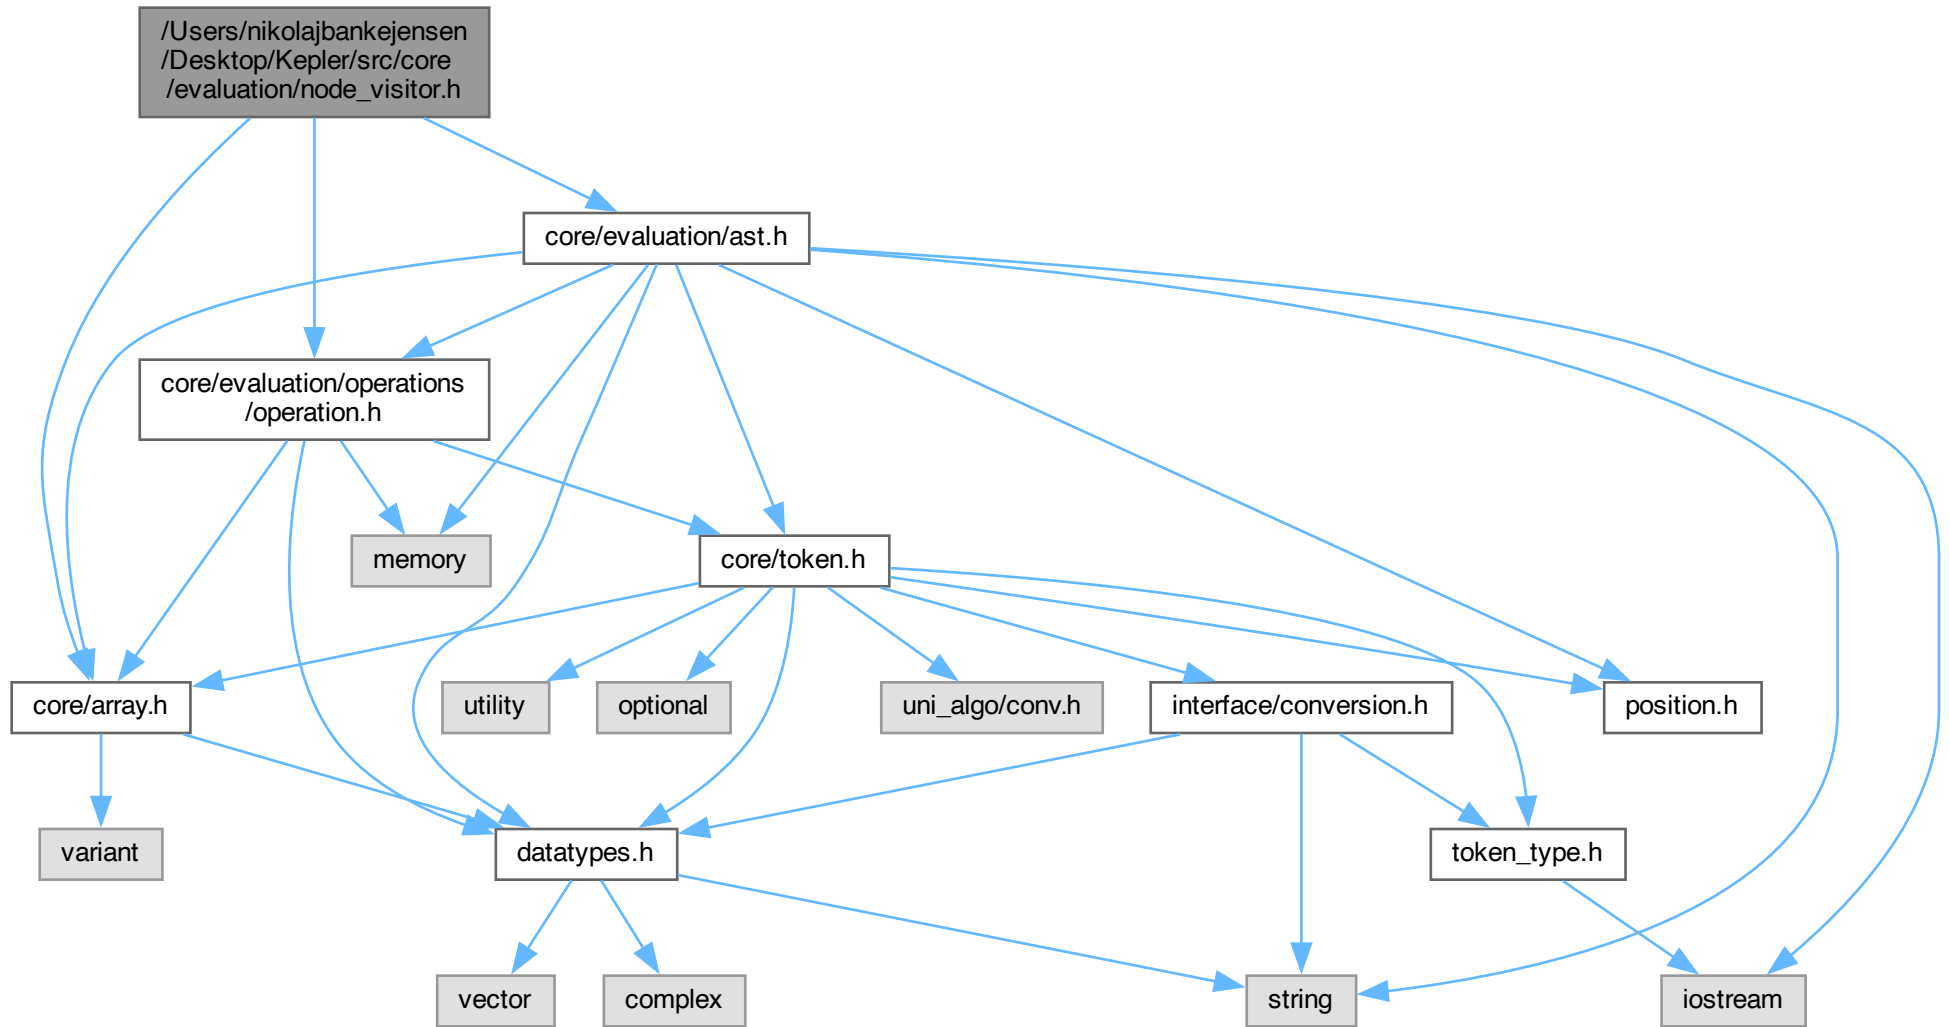 /Users/nikolajbankejensen
/Desktop/Kepler/src/core
/evaluation/node_visitor.h
core/evaluation/ast.h
core/evaluation/operations
/operation.h
memory
core/token.h
core/array.h
utility
optional
uni_algo/conv.h
interface/conversion.h
position.h
variant
datatypes.h
token_type.h
vector
complex
string
iostream